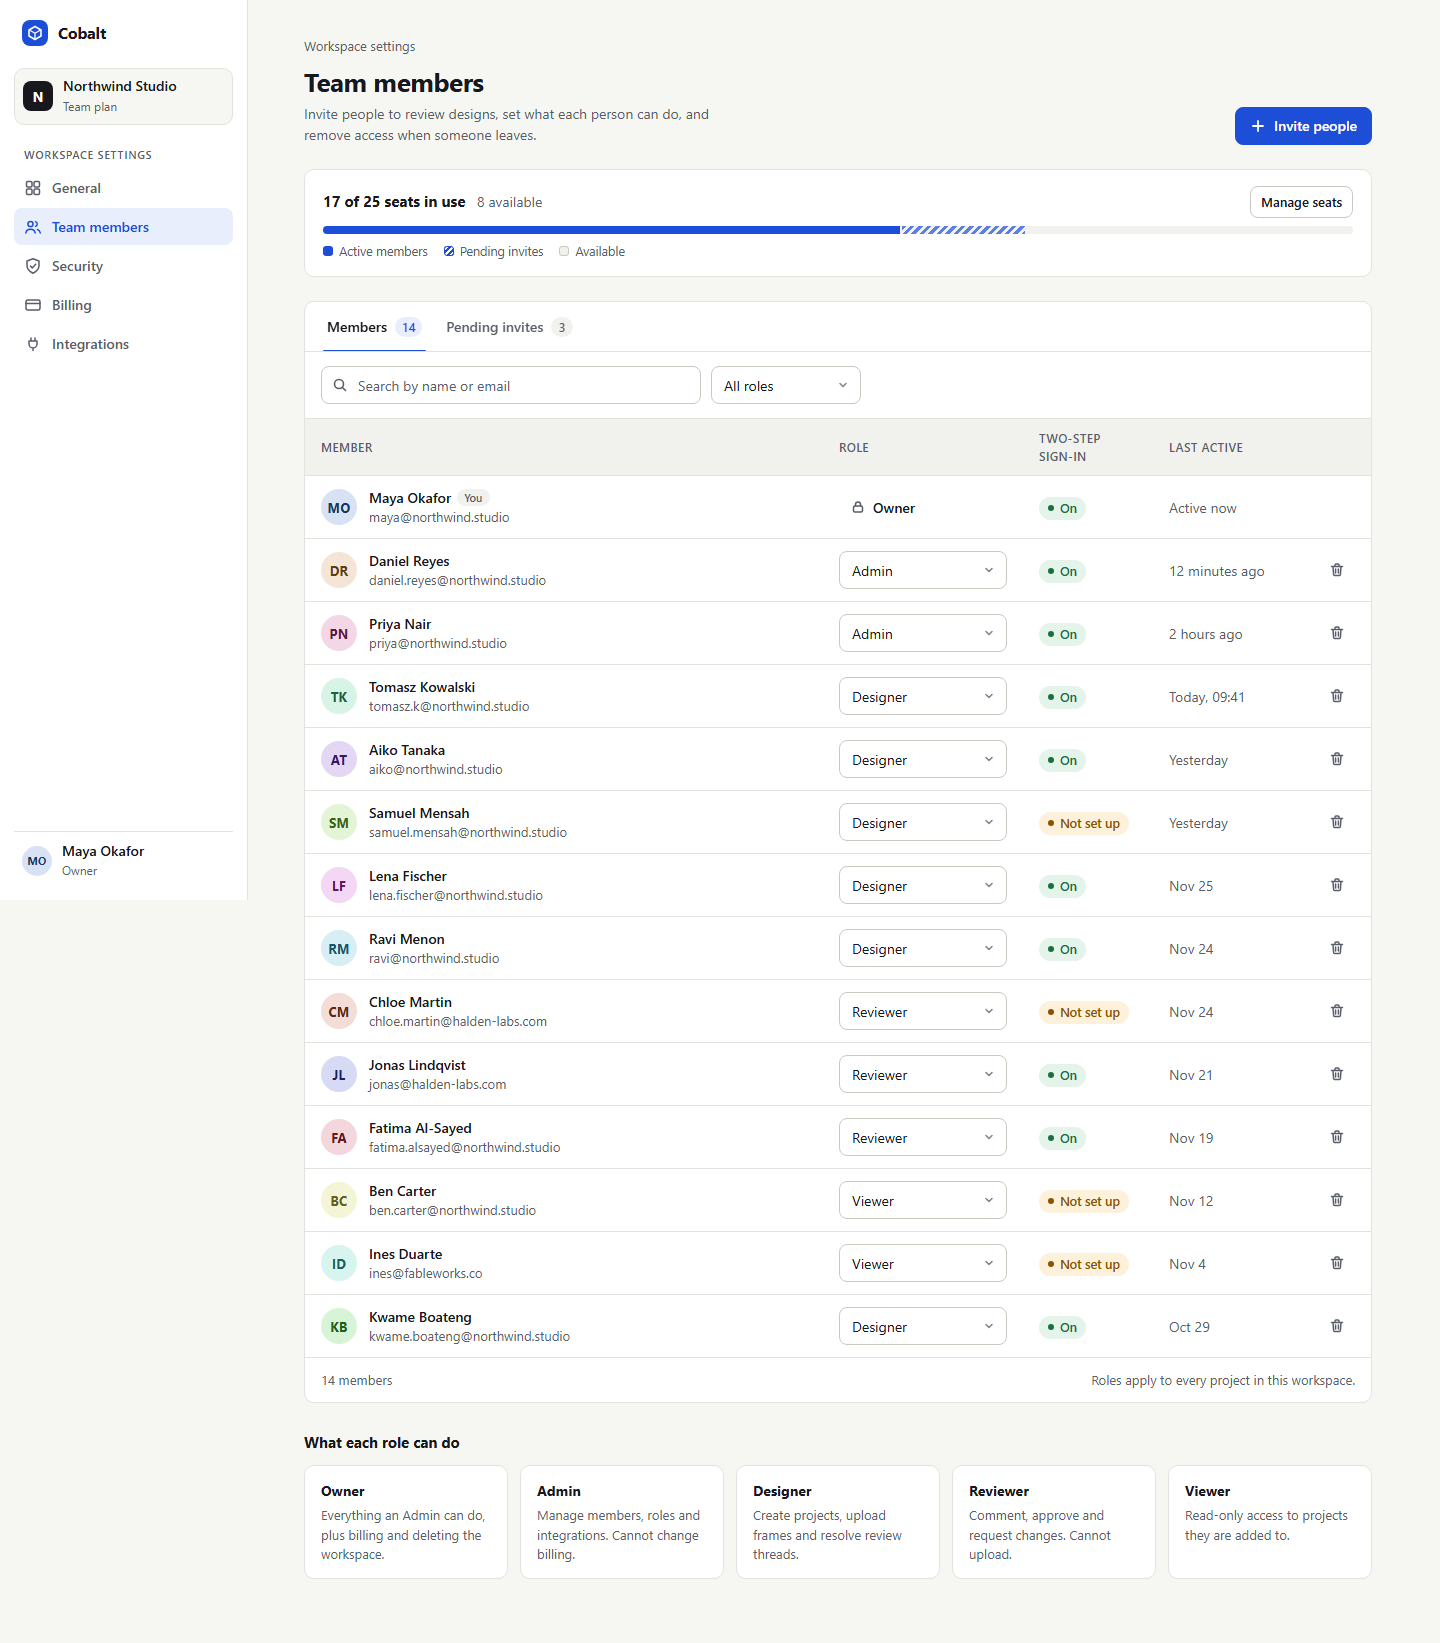 Cobalt
N
Northwind Studio
Team plan
WORKSPACE SETTINGS
General
Team members
Security
Billing
Integrations
MO
Maya Okafor
Owner
Workspace settings
Team members
Invite people to review designs, set what each person can do, and
remove access when someone leaves.
Invite people
17 of 25 seats in use 8 available
Manage seats
Active members Pending invites Available
Members 14 Pending invites 3
Search by name or email
All roles
MEMBER ROLE TWO-STEP SIGN-IN LAST ACTIVE
MO Maya Okafor You
maya@northwind.studio
Owner On Active now
DR Daniel Reyes
daniel.reyes@northwind.studio
Admin On 12 minutes ago
PN Priya Nair
priya@northwind.studio
Admin On 2 hours ago
TK Tomasz Kowalski
tomasz.k@northwind.studio
Designer On Today, 09:41
AT Aiko Tanaka
aiko@northwind.studio
Designer On Yesterday
SM Samuel Mensah
samuel.mensah@northwind.studio
Designer Not set up Yesterday
LF Lena Fischer
lena.fischer@northwind.studio
Designer On Nov 25
RM Ravi Menon
ravi@northwind.studio
Designer On Nov 24
CM Chloe Martin
chloe.martin@halden-labs.com
Reviewer Not set up Nov 24
JL Jonas Lindqvist
jonas@halden-labs.com
Reviewer On Nov 21
FA Fatima Al-Sayed
fatima.alsayed@northwind.studio
Reviewer On Nov 19
BC Ben Carter
ben.carter@northwind.studio
Viewer Not set up Nov 12
ID Ines Duarte
ines@fableworks.co
Viewer Not set up Nov 4
KB Kwame Boateng
kwame.boateng@northwind.studio
Designer On Oct 29
14 members
Roles apply to every project in this workspace.
What each role can do
Owner
Everything an Admin can do,
plus billing and deleting the
workspace.
Admin
Manage members, roles and
integrations. Cannot change
billing.
Designer
Create projects, upload
frames and resolve review
threads.
Reviewer
Comment, approve and
request changes. Cannot
upload.
Viewer
Read-only access to projects
they are added to.